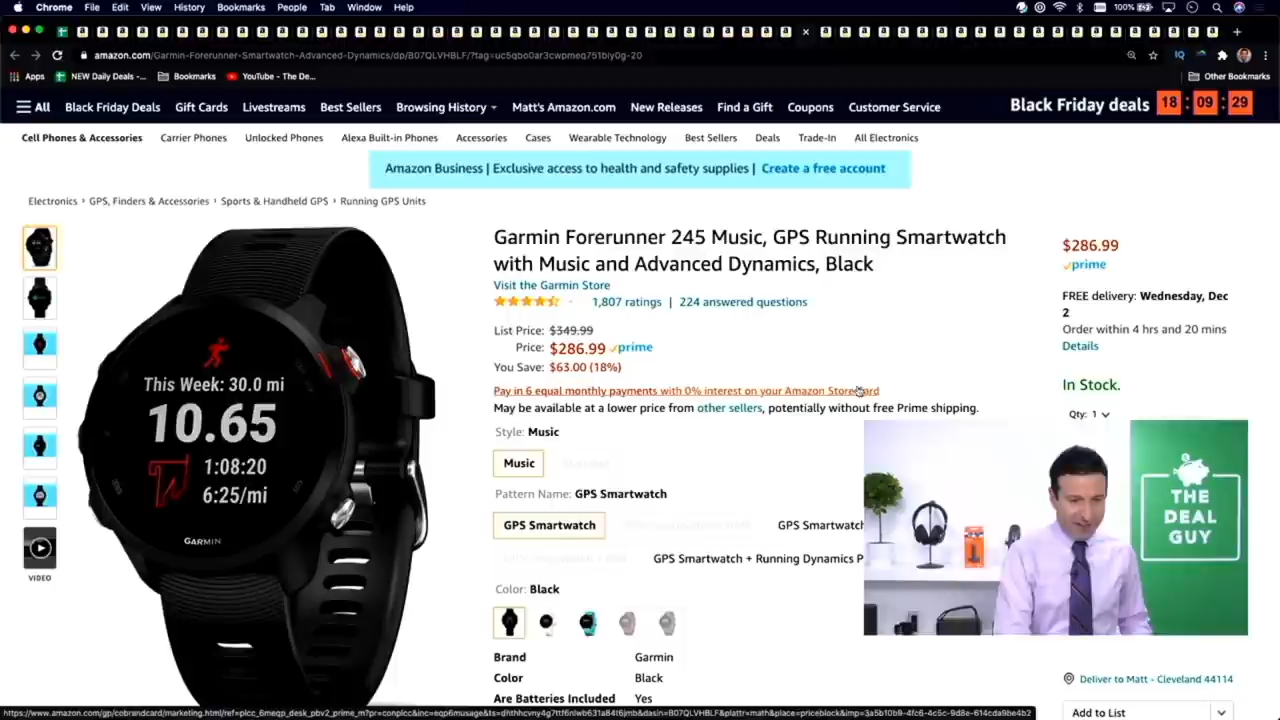 Chrome File Edit View History Bookmarks People Tab Window Help 100%
amazon.com/Garmin-Forerunner-Smartwatch-Advanced-Dynamics/dp/B07QLVHBLF/?tag=uc5qbo0ar3cwpmeq751biy0g-20
Apps NEW Daily Deals -... Bookmarks YouTube - The De... Other Bookmarks
All Black Friday Deals Gift Cards Livestreams Best Sellers Browsing History Matt's Amazon.com New Releases Find a Gift Coupons Customer Service Black Friday deals 18 : 09 : 29
Cell Phones & Accessories Carrier Phones Unlocked Phones Alexa Built-in Phones Accessories Cases Wearable Technology Best Sellers Deals Trade-In All Electronics
Amazon Business | Exclusive access to health and safety supplies | Create a free account
Electronics › GPS, Finders & Accessories › Sports & Handheld GPS › Running GPS Units
Garmin Forerunner 245 Music, GPS Running Smartwatch
with Music and Advanced Dynamics, Black
Visit the Garmin Store
1,807 ratings | 224 answered questions
List Price: $349.99
Price: $286.99 prime
You Save: $63.00 (18%)
Pay in 6 equal monthly payments with 0% interest on your Amazon Store Card
May be available at a lower price from other sellers, potentially without free Prime shipping.
Style: Music
Music
Pattern Name: GPS Smartwatch
GPS Smartwatch GPS Smartwatch
GPS Smartwatch + Running Dynamics P
Color: Black
Brand Garmin
Color Black
Are Batteries Included Yes
$286.99
prime
FREE delivery: Wednesday, Dec
2
Order within 4 hrs and 20 mins
Details
In Stock.
Qty: 1
THE
DEAL
GUY
Deliver to Matt - Cleveland 44114
Add to List
This Week: 30.0 mi
10.65
1:08:20
6:25/mi
GARMIN
VIDEO